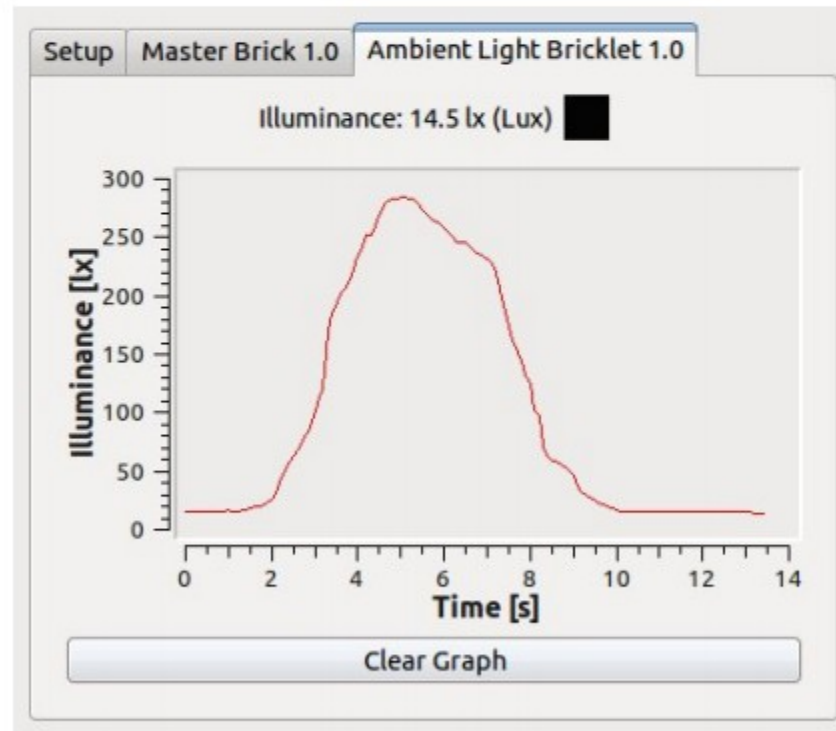 Setup Master Brick 1.0 Ambient Light Bricklet 1.0
Illuminance: 14.5 lx (Lux)
Illuminance [lx]
300
250
200
150
100
50
0
0 2 4 6 8 10 12 14
Time [s]
Clear Graph